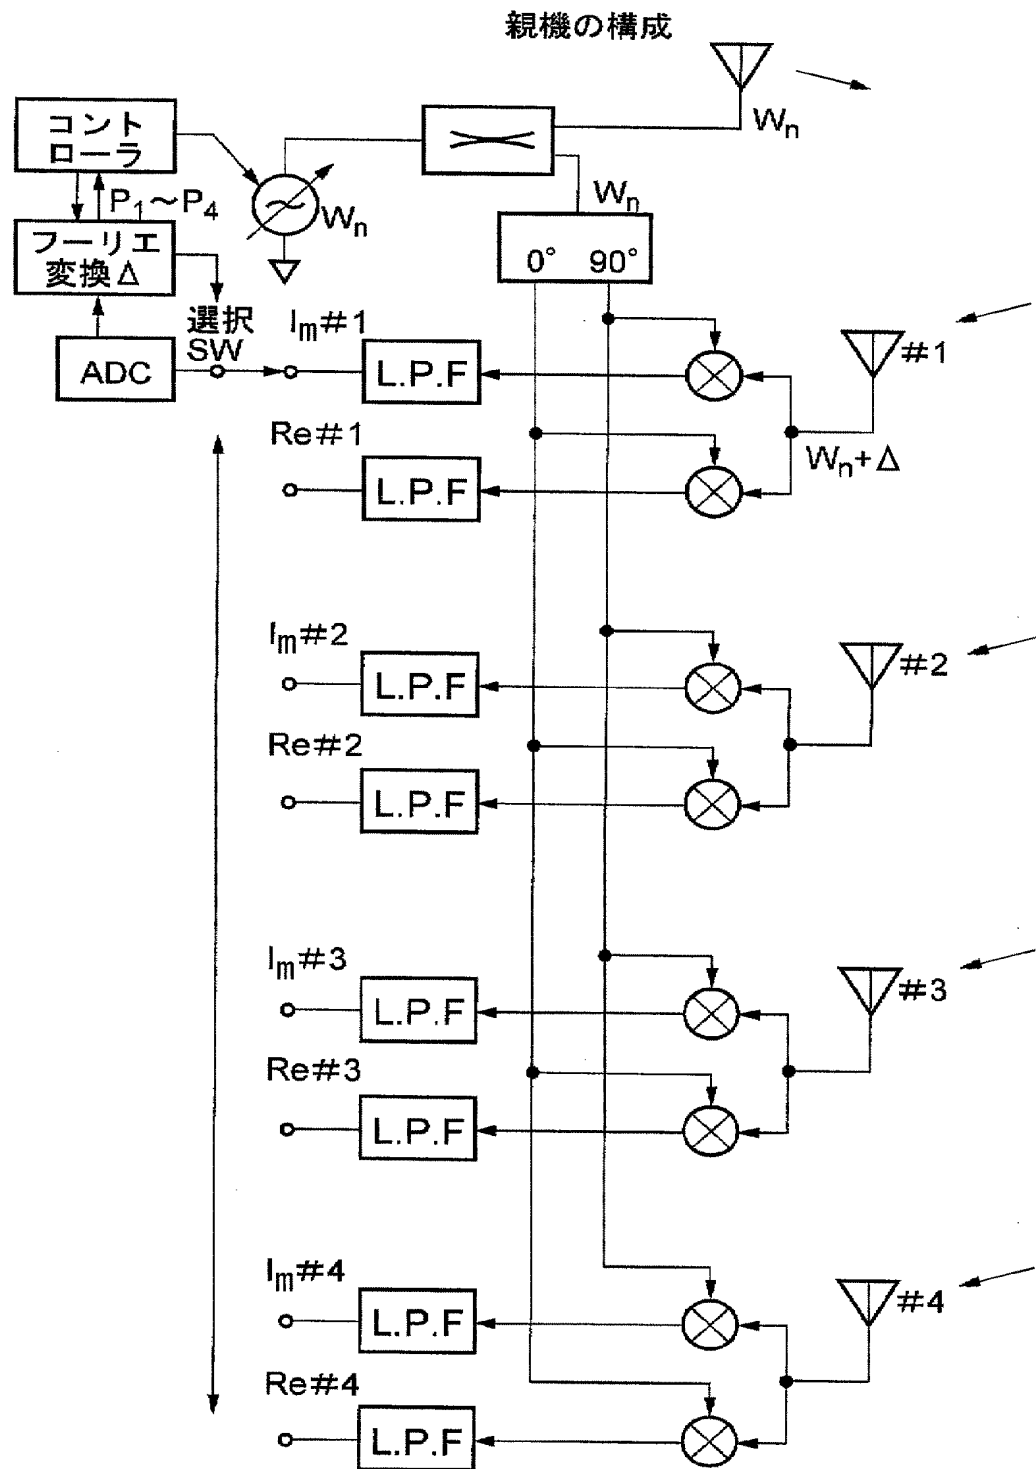 親機の構成
Wn
コント
ローラ
P1～P4
Wn
Wn
フーリエ
変換Δ
0° 90°
選択
SW
Im#1
ADC
L.P.F
#1
Re#1
L.P.F
Wn+Δ
Im#2
L.P.F
#2
Re#2
L.P.F
Im#3
L.P.F
#3
Re#3
L.P.F
Im#4
L.P.F
#4
Re#4
L.P.F